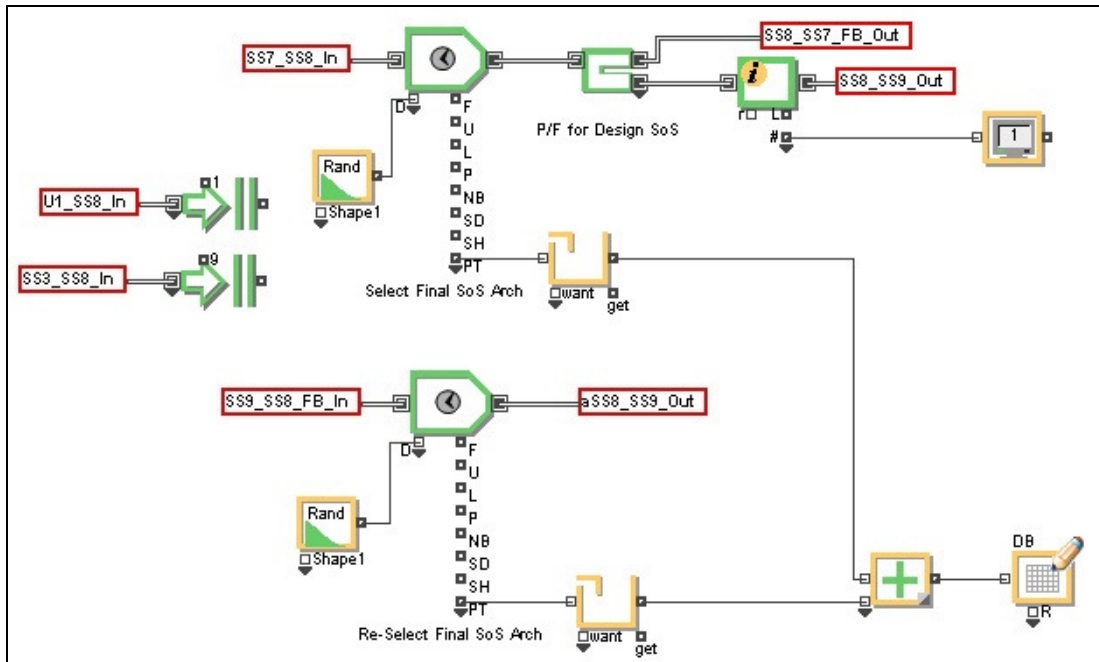 SS8_SS7_FB_Out
SS7_SS8_In
i
SS8_SS9_Out
D
F
r
L
U
P/F for Design SoS
#
1
L
Rand
P
1
NB
U1_SS8_In
Shape1
SD
SH
9
PT
SS3_SS8_In
Select Final SoS Arch
want
get
SS9_SS8_FB_In
aSS8_SS9_Out
D
F
U
L
P
Rand
NB
DB
Shape1
SD
SH
PT
R
Re-Select Final SoS Arch
want
get